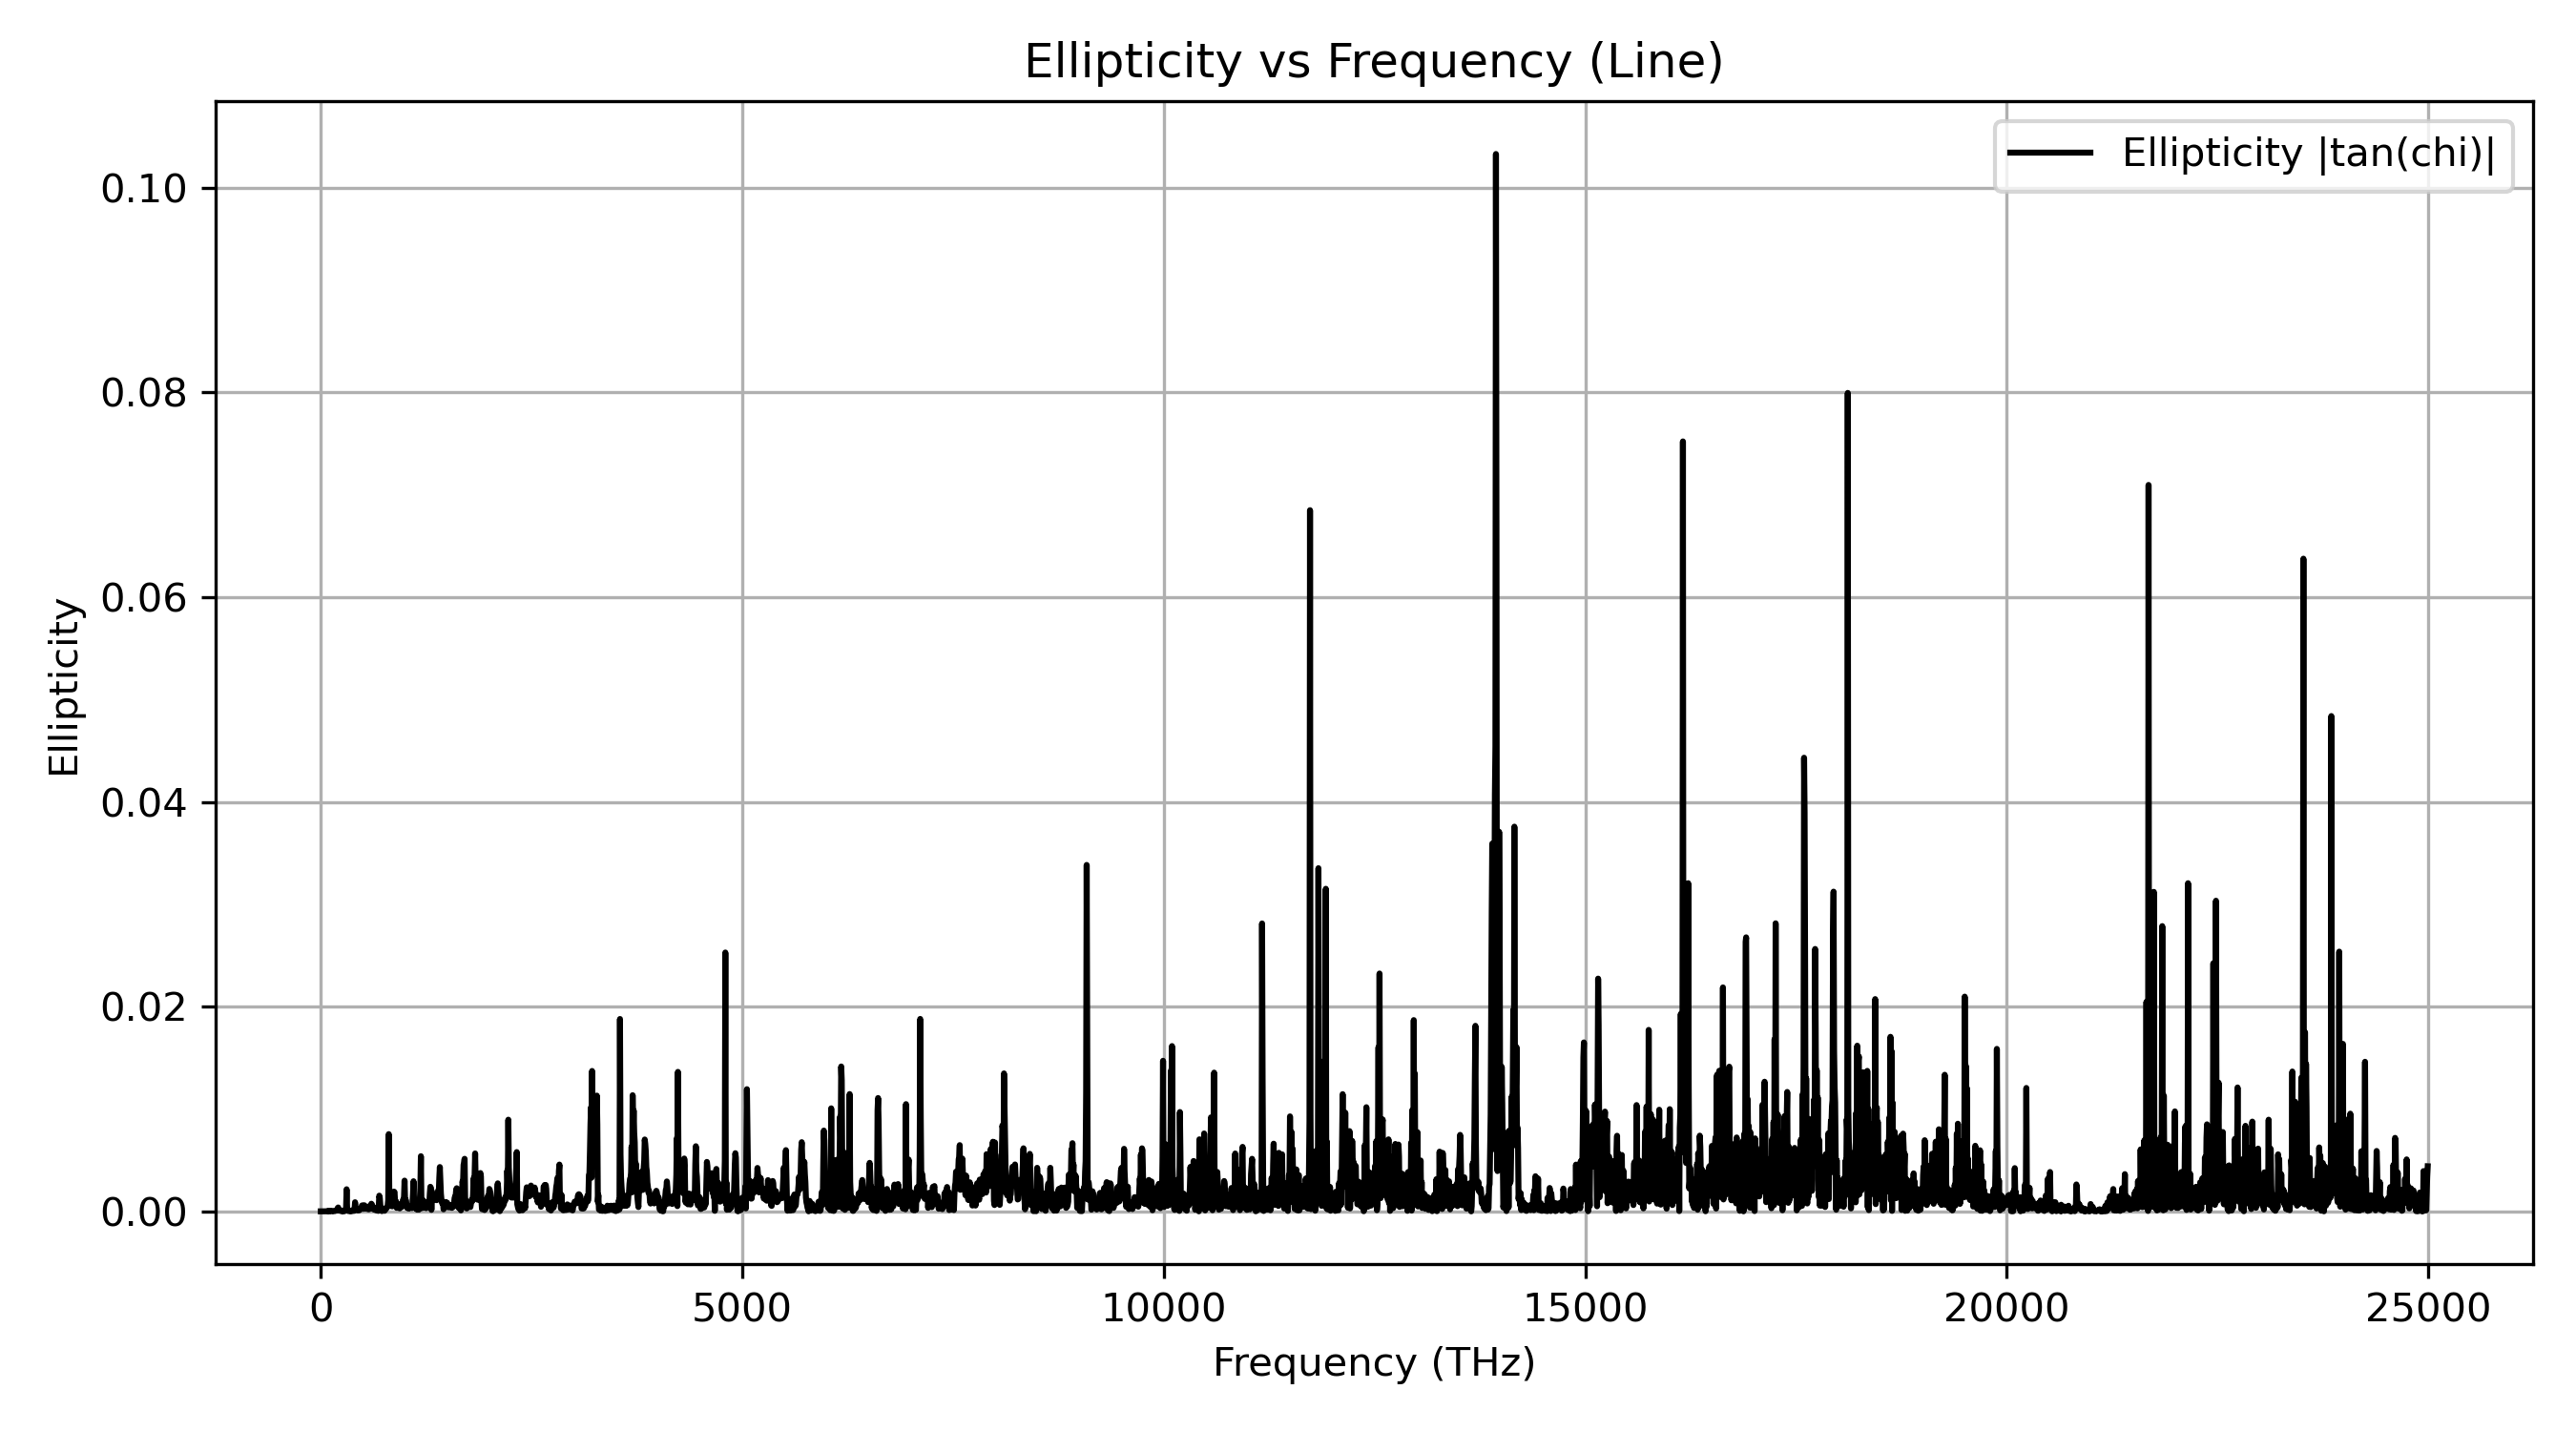 Ellipticity vs Frequency (Line)
Ellipticity |tan(chi)|
0.10
0.08
0.06
0.04
0.02
0.00
Ellipticity
0 5000 10000 15000 20000 25000
Frequency (THz)